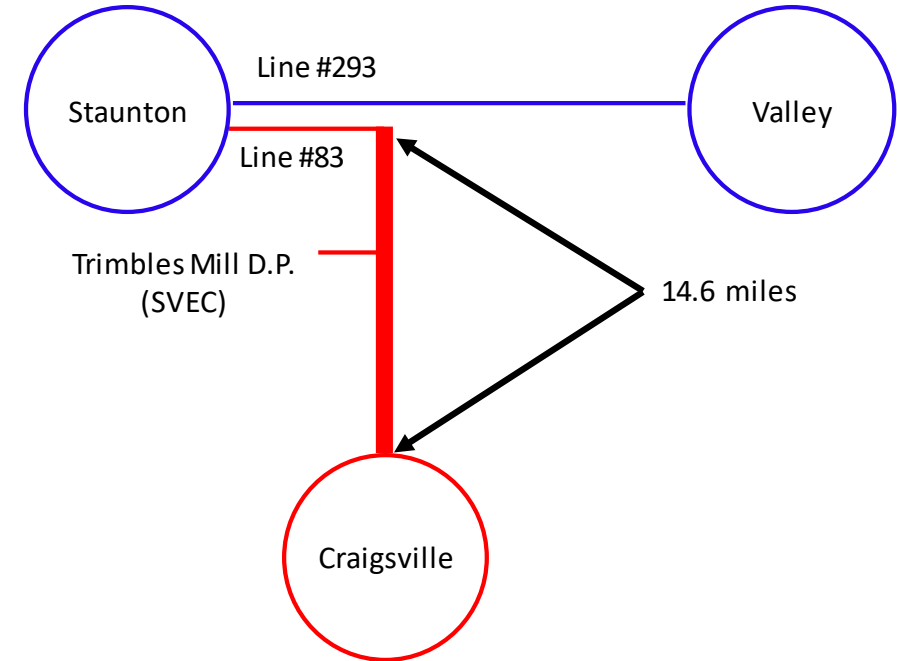 Line #293
Staunton
Valley
Line #83
Trimbles Mill D.P.
(SVEC)
14.6 miles
Craigsville